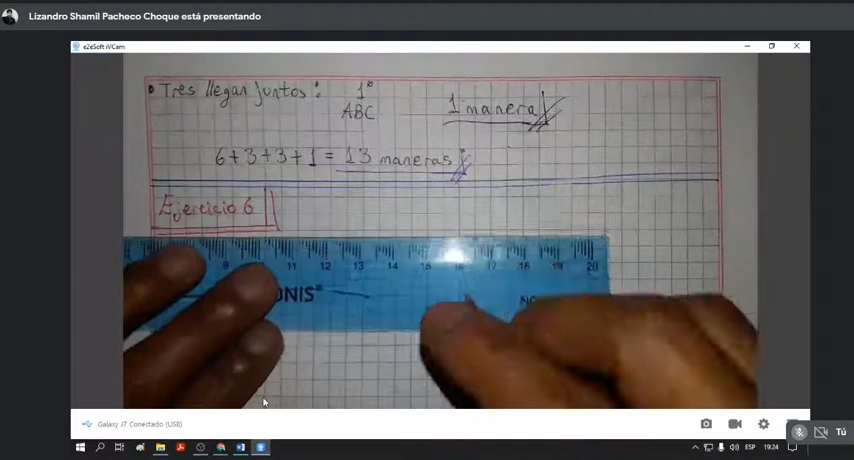 Lizandro Shamil Pacheco Choque está presentando
e2eSoft iVCam
• Tres llegan juntos: 1° 1 manera
ABC
6+3+3+1 = 13 maneras
Ejercicio 6
9 11 12 13 14 15 16 17 18 19 20
ONIS®
Galaxy J7 Conectado (USB)
Tú
ESP 19:24